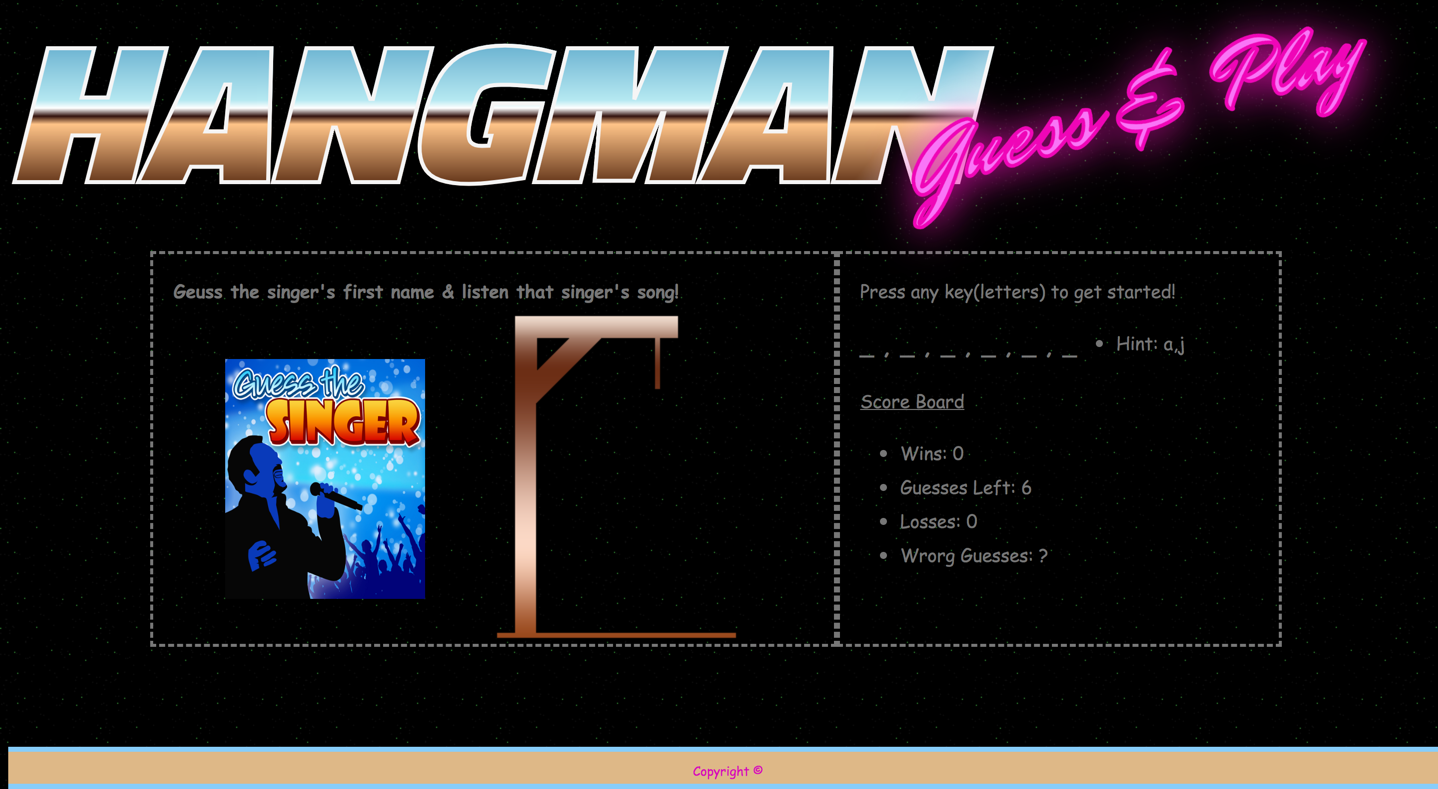 HANGMAN
Guess & Play
Geuss the singer's first name & listen that singer's song!
Guess the
SINGER
Press any key(letters) to get started!
_ , _ , _ , _ , _ , _ Hint: a,j
Score Board
Wins: 0
Guesses Left: 6
Losses: 0
Wrorg Guesses: ?
Copyright ©